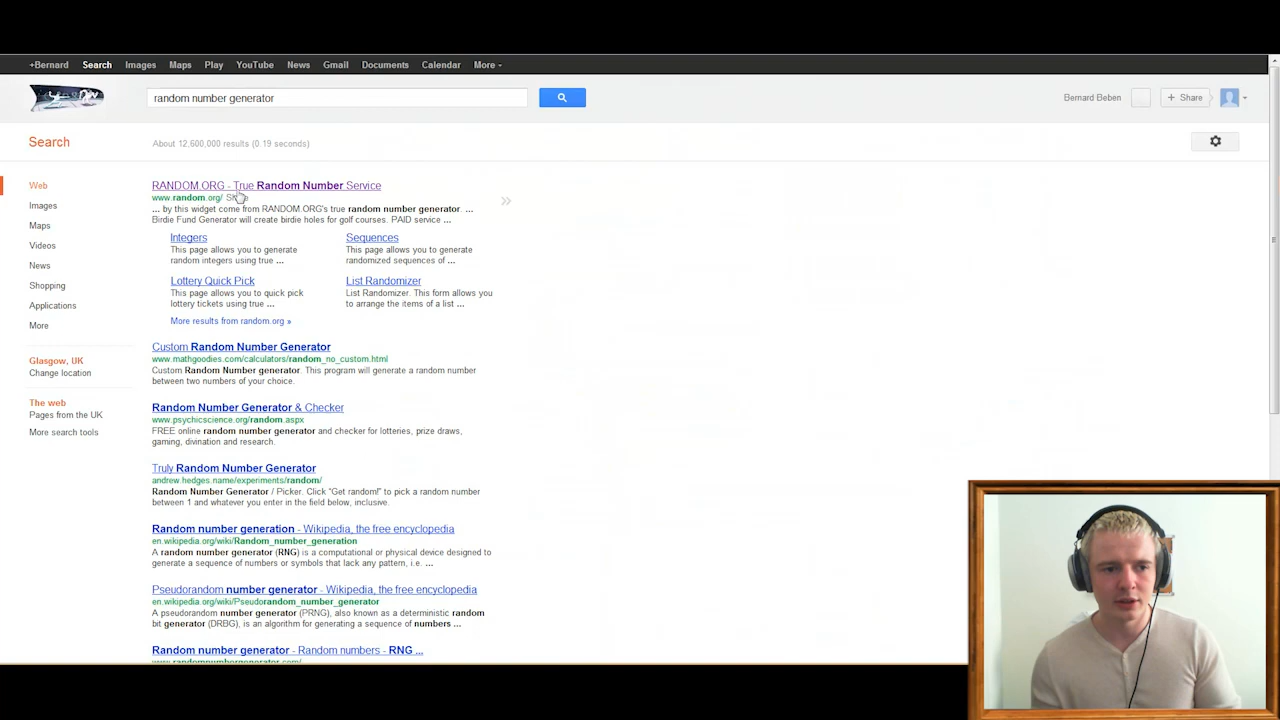 +Bernard Search Images Maps Play YouTube News Gmail Documents Calendar More
random number generator
Bernard Beben
+ Share
Search
About 12,600,000 results (0.19 seconds)
Web
Images
Maps
Videos
News
Shopping
Applications
More
Glasgow, UK
Change location
The web
Pages from the UK
More search tools
RANDOM.ORG - True Random Number Service
www.random.org/ Share
... by this widget come from RANDOM.ORG's true random number generator. ...
Birdie Fund Generator will create birdie holes for golf courses. PAID service ...
Integers
This page allows you to generate
random integers using true ...
Sequences
This page allows you to generate
randomized sequences of ...
Lottery Quick Pick
This page allows you to quick pick
lottery tickets using true ...
List Randomizer
List Randomizer. This form allows you
to arrange the items of a list ...
More results from random.org »
Custom Random Number Generator
www.mathgoodies.com/calculators/random_no_custom.html
Custom Random Number generator. This program will generate a random number
between two numbers of your choice.
Random Number Generator & Checker
www.psychicscience.org/random.aspx
FREE online random number generator and checker for lotteries, prize draws,
gaming, divination and research.
Truly Random Number Generator
andrew.hedges.name/experiments/random/
Random Number Generator / Picker. Click "Get random!" to pick a random number
between 1 and whatever you enter in the field below, inclusive.
Random number generation - Wikipedia, the free encyclopedia
en.wikipedia.org/wiki/Random_number_generation
A random number generator (RNG) is a computational or physical device designed to
generate a sequence of numbers or symbols that lack any pattern, i.e. ...
Pseudorandom number generator - Wikipedia, the free encyclopedia
en.wikipedia.org/wiki/Pseudorandom_number_generator
A pseudorandom number generator (PRNG), also known as a deterministic random
bit generator (DRBG), is an algorithm for generating a sequence of numbers ...
Random number generator - Random numbers - RNG ...
www.randomnumbergenerator.com/